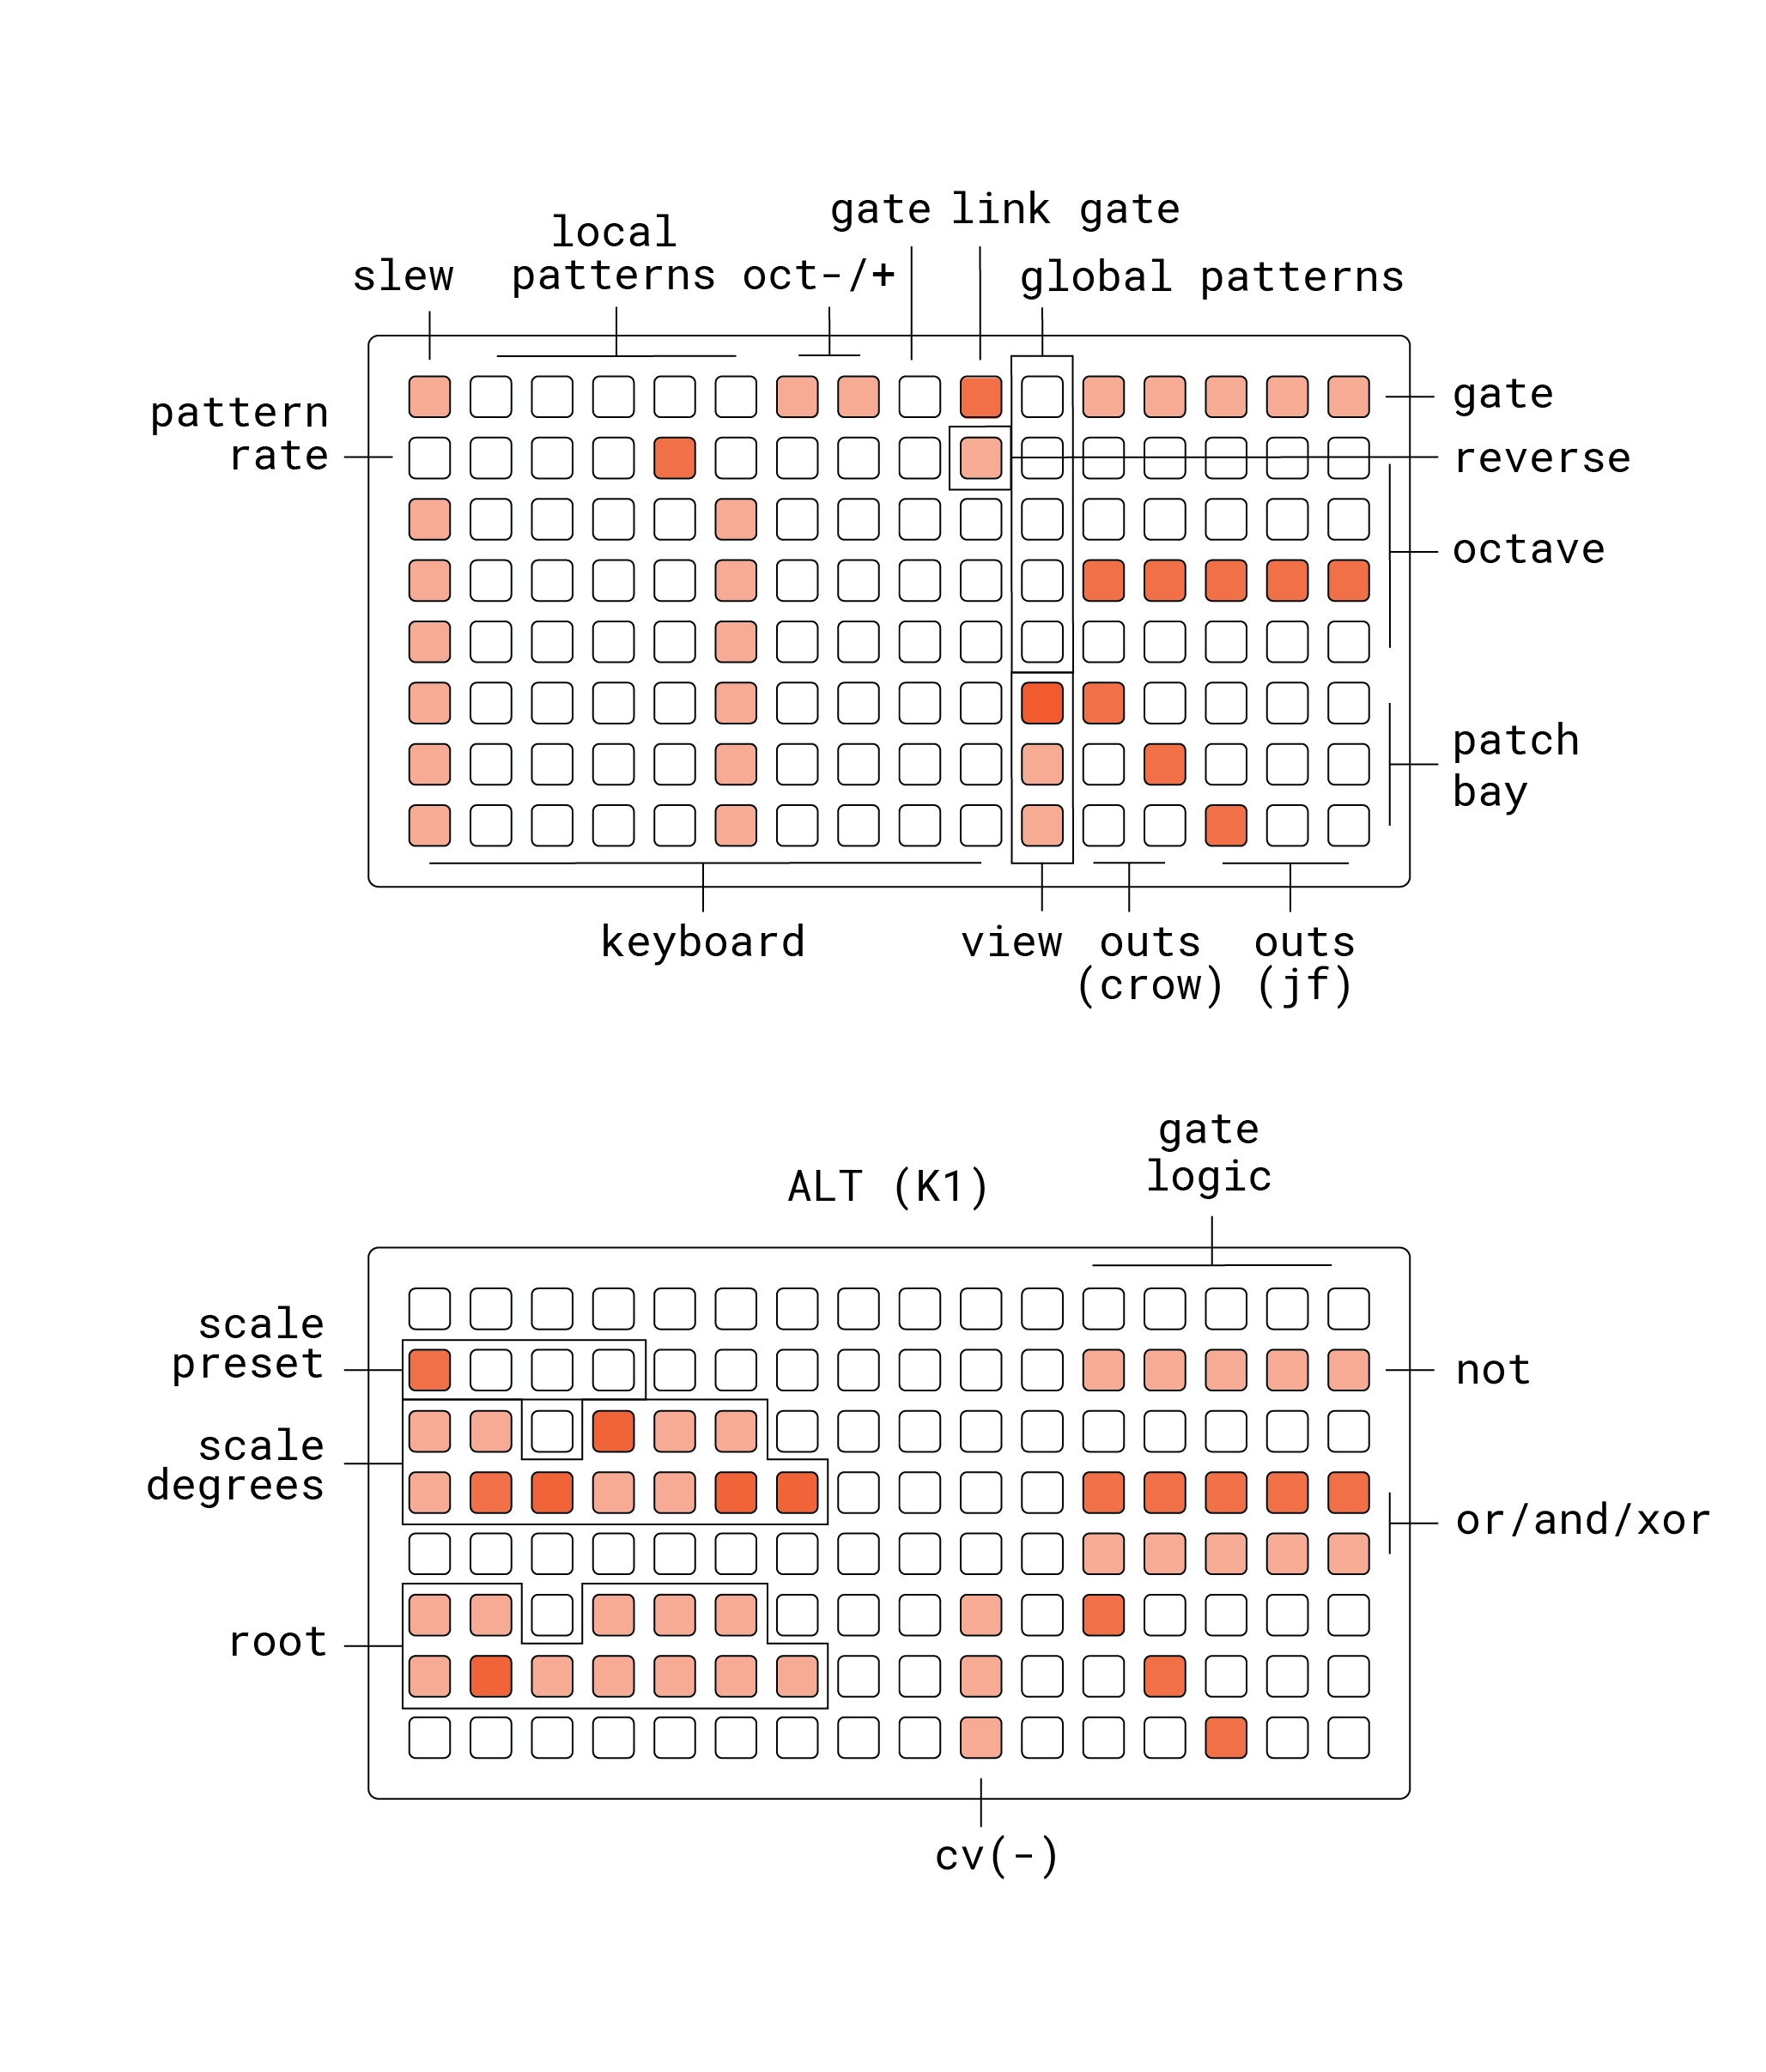 gate link gate
local
slew patterns oct-/+ global patterns
pattern
rate
gate
reverse
octave
patch
bay
keyboard view outs outs
(crow) (jf)
gate
logic
ALT (K1)
scale
preset
not
scale
degrees
or/and/xor
root
cv(-)